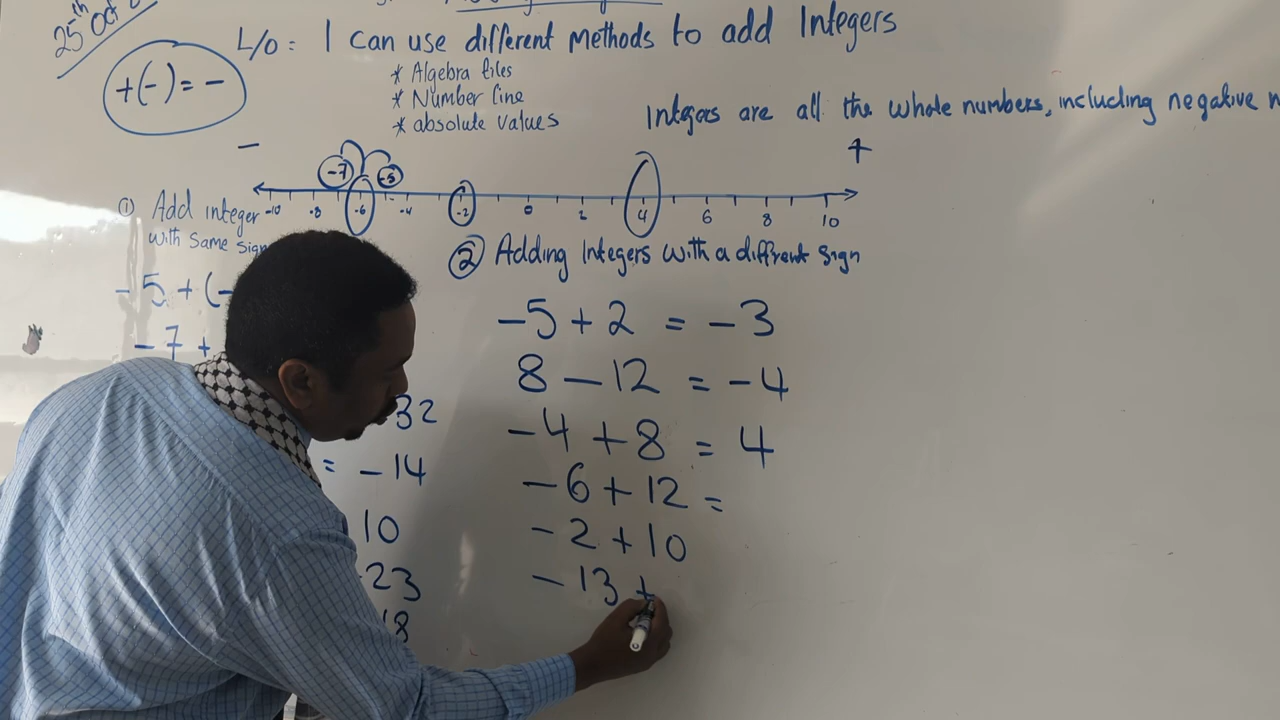 25th Oct
L/o = I can use different methods to add Integers
+(-) = -
* Algebra tiles
* Number line
* absolute values
Integers are all the whole numbers, including negative
- +
-7 -5
-10 -8 -6 -4 -2 0 2 4 6 8 10
① Add integer
with same sign
- 5 + (-
- 7 +
32
= - 14
10
- 23
18
② Adding Integers with a diffrent sign
-5 + 2 = -3
8 - 12 = -4
-4 + 8 = 4
-6 + 12 =
-2 + 10
-13 +